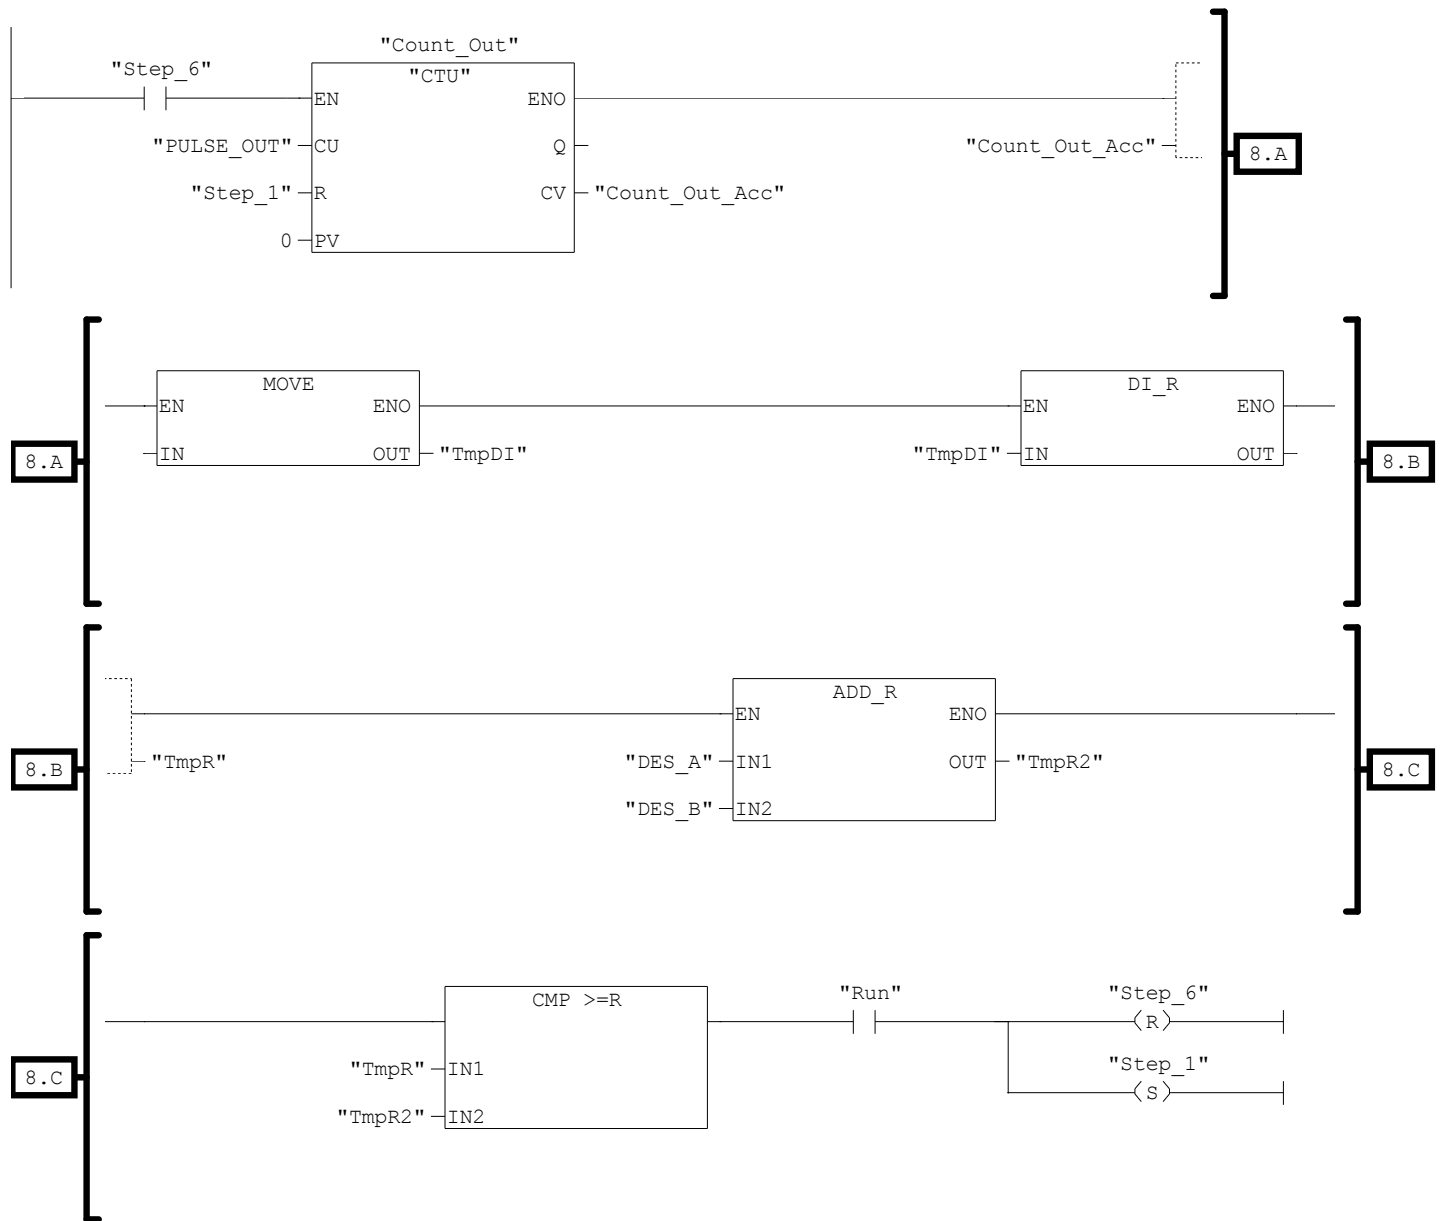 "Count_Out"
"Step_6"
"CTU"
EN ENO
"PULSE_OUT" CU Q
"Count_Out_Acc"
8.A
"Step_1" R CV "Count_Out_Acc"
0 PV
MOVE
DI_R
EN ENO
EN ENO
8.A
IN OUT "TmpDI"
"TmpDI" IN OUT
8.B
ADD_R
EN ENO
8.B
"TmpR"
"DES_A" IN1 OUT "TmpR2"
8.C
"DES_B" IN2
CMP >=R
"Run"
"Step_6"
(R)
8.C
"TmpR" IN1
"Step_1"
(S)
"TmpR2" IN2